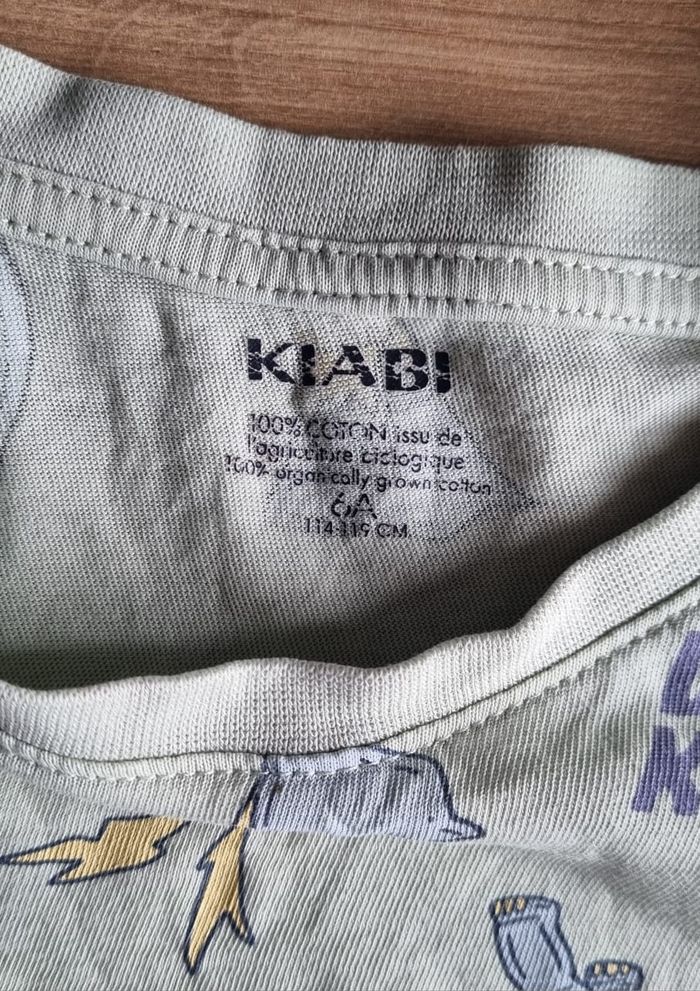 KIABI
100% COTON issu de
l'agriculture biologique
100% organically grown cotton
6A
114-119 CM
K